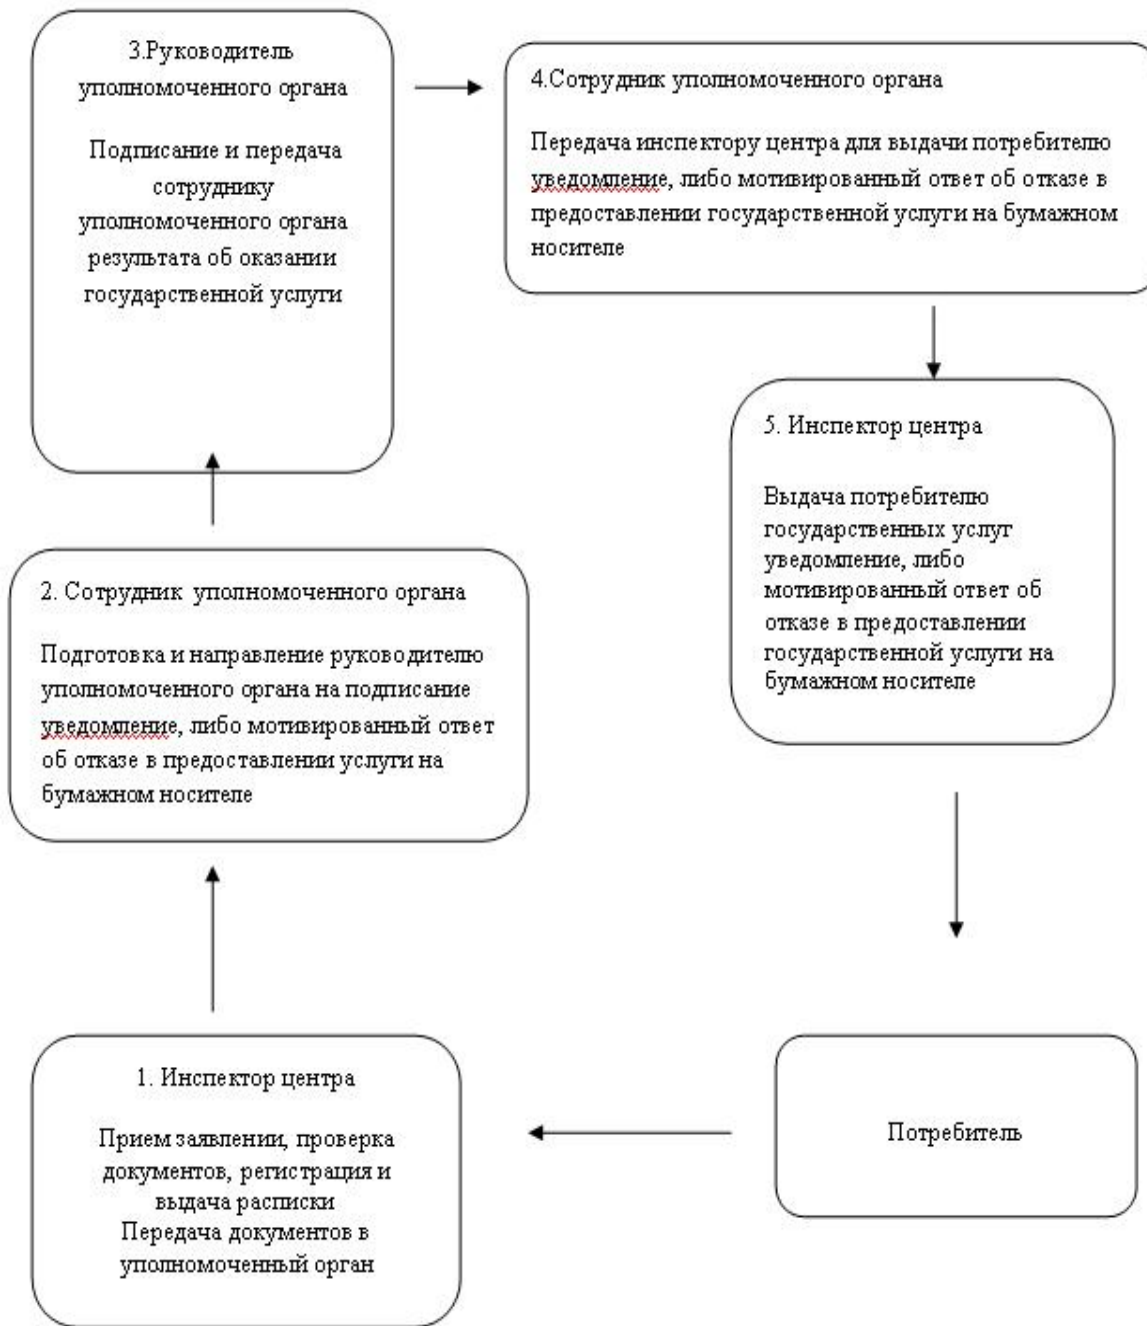 3.Руководитель
уполномоченного органа
Подписание и передача
сотруднику
уполномоченного органа
результата об оказании
государственной услуги
4.Сотрудник уполномоченного органа
Передача инспектору центра для выдачи потребителю
уведомление, либо мотивированный ответ об отказе в
предоставлении государственной услуги на бумажном
носителе
5. Инспектор центра
Выдача потребителю
государственных услуг
уведомление, либо
мотивированный ответ об
отказе в предоставлении
государственной услуги на
бумажном носителе
2. Сотрудник уполномоченного органа
Подготовка и направление руководителю
уполномоченного органа на подписание
уведомление, либо мотивированный ответ
об отказе в предоставлении услуги на
бумажном носителе
1. Инспектор центра
Прием заявлении, проверка
документов, регистрация и
выдача расписки
Передача документов в
уполномоченный орган
Потребитель